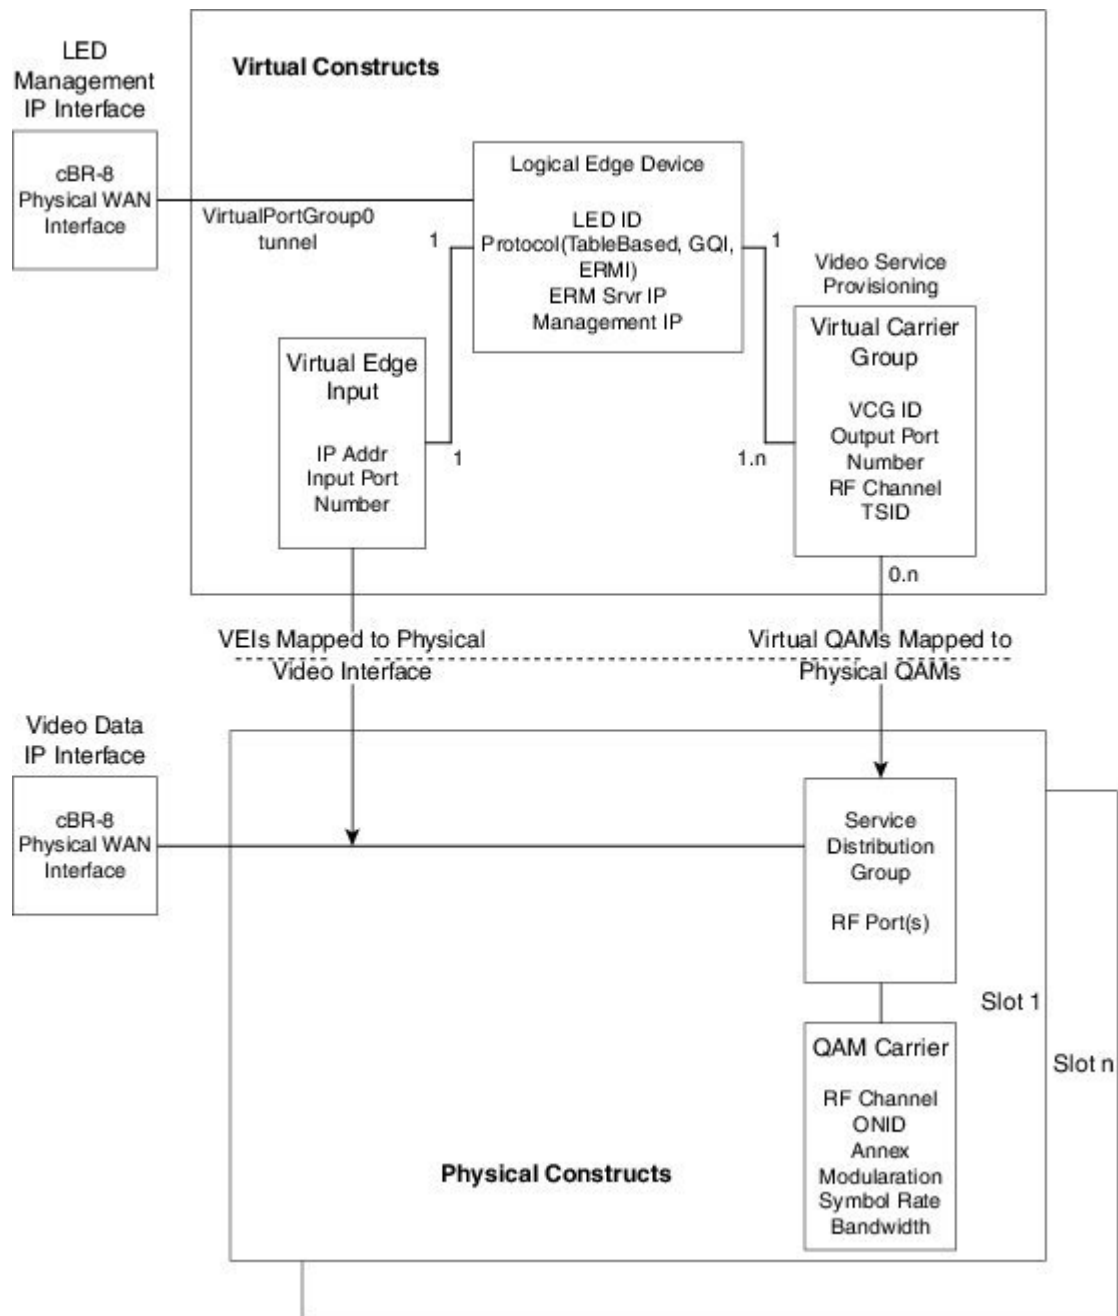 LED
Management
IP Interface
cBR-8
Physical WAN
Interface
Virtual Constructs
VirtualPortGroup0
tunnel
Logical Edge Device
LED ID
Protocol(TableBased, GQI,
ERMI)
ERM Srvr IP
Management IP
1
1
Virtual Edge
Input
IP Addr
Input Port
Number
1
Video Service
Provisioning
Virtual Carrier
Group
VCG ID
Output Port
Number
RF Channel
TSID
1.n
0.n
VEIs Mapped to Physical
Video Interface
Virtual QAMs Mapped to
Physical QAMs
Video Data
IP Interface
cBR-8
Physical WAN
Interface
Service
Distribution
Group
RF Port(s)
Slot 1
Slot n
QAM Carrier
RF Channel
ONID
Annex
Modularation
Symbol Rate
Bandwidth
Physical Constructs